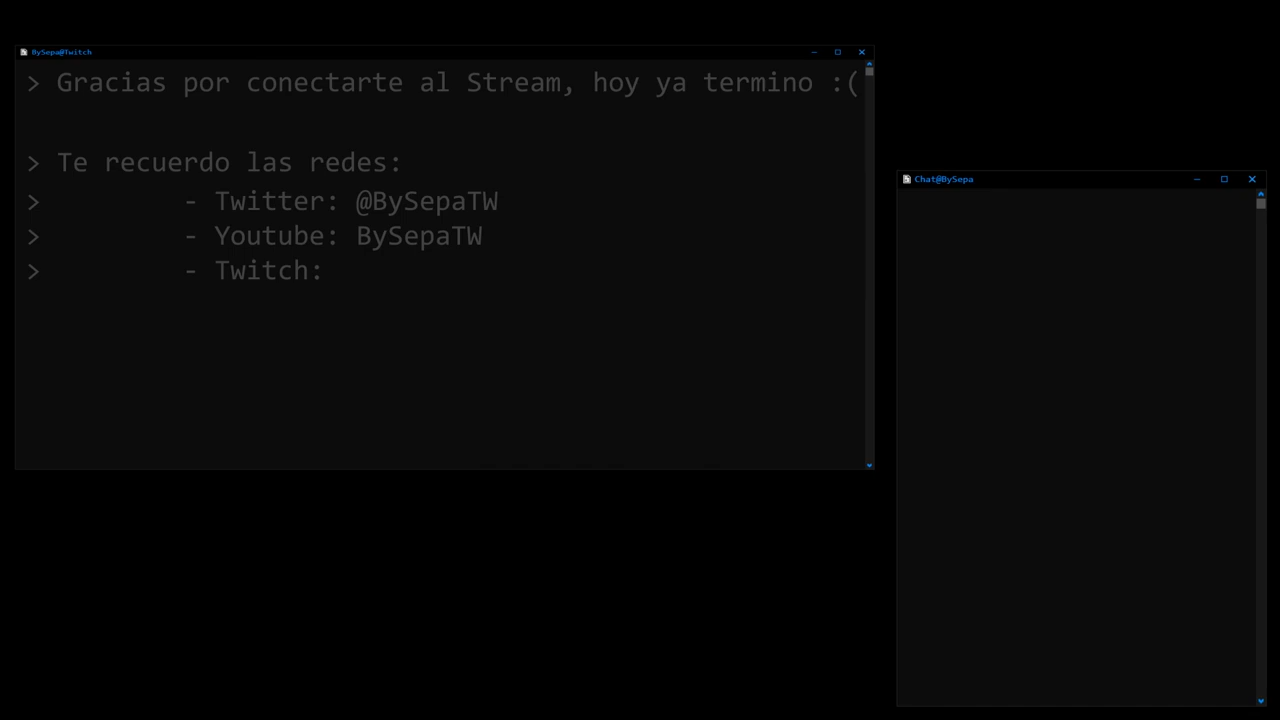 BySepa@Twitch
> Gracias por conectarte al Stream, hoy ya termino :(
> Te recuerdo las redes:
> - Twitter: @BySepaTW
> - Youtube: BySepaTW
> - Twitch:
Chat@BySepa